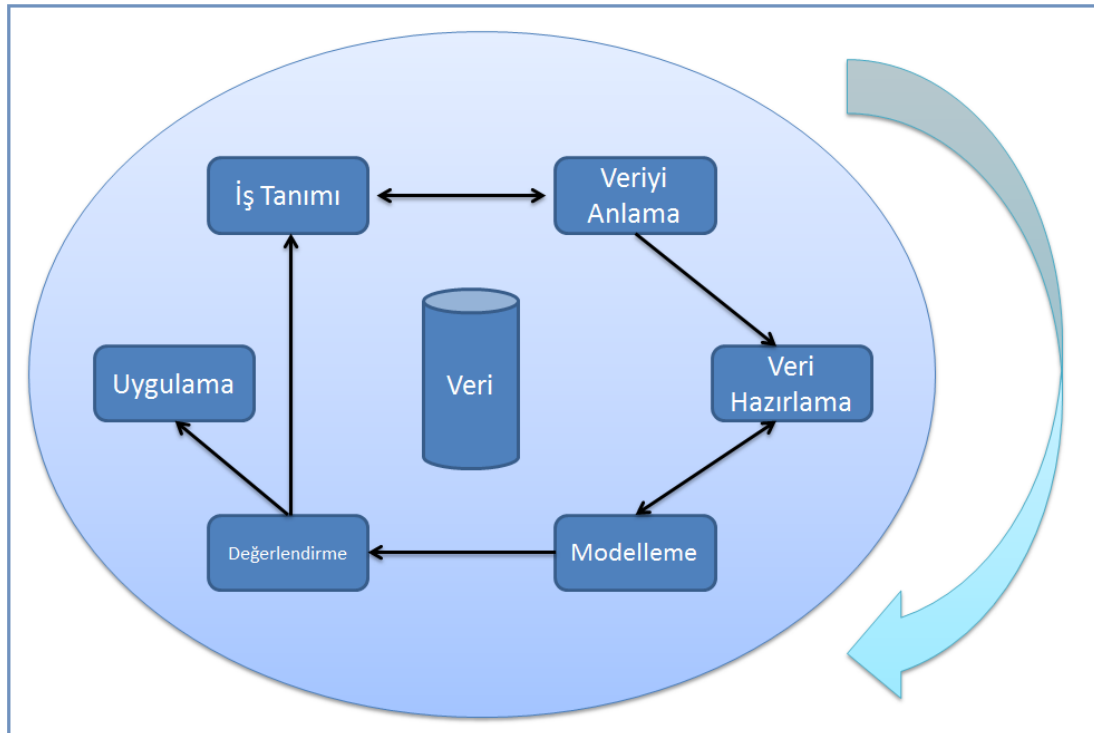 İş Tanımı
Veriyi
Anlama
Uygulama
Veri
Veri
Hazırlama
Değerlendirme
Modelleme